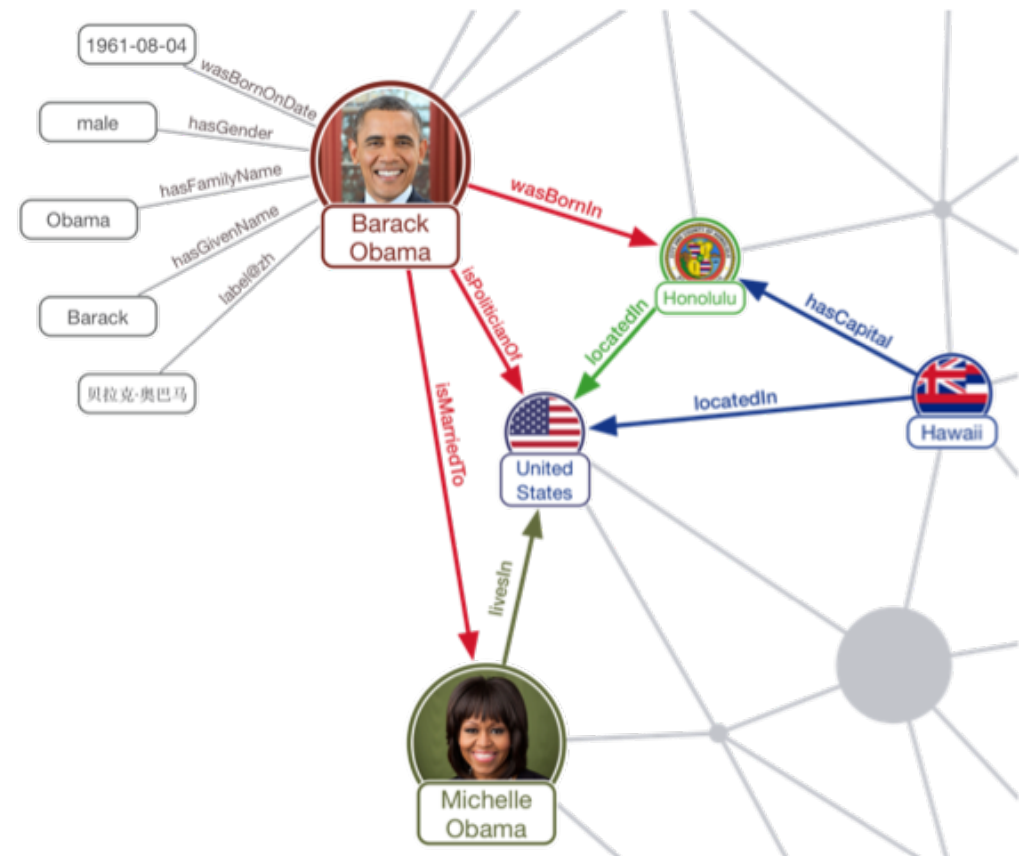 1961-08-04
wasBornOnDate
male
hasGender
hasFamilyName
Obama
hasGivenName
Barack
label@zh
贝拉克·奥巴马
Barack
Obama
wasBornIn
Honolulu
isPoliticianOf
locatedIn
hasCapital
isMarriedTo
locatedIn
Hawaii
United
States
livesIn
Michelle
Obama